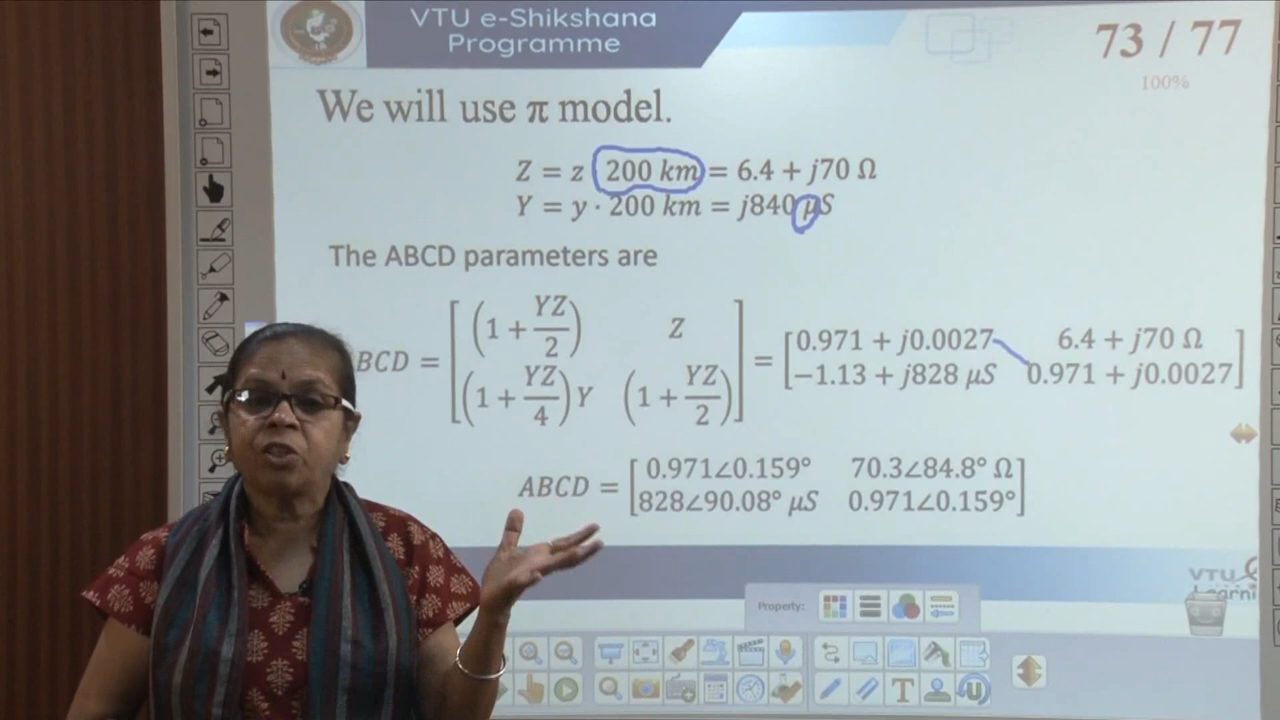 VTU e-Shikshana
Programme
73 / 77
100%
We will use π model.
Z = z 200 km = 6.4 + j70 Ω
Y = y · 200 km = j840 μS
The ABCD parameters are
BCD = [(1 + YZ/2) Z; (1 + YZ/4)Y (1 + YZ/2)] = [0.971 + j0.0027 6.4 + j70 Ω; −1.13 + j828 μS 0.971 + j0.0027]
ABCD = [0.971∠0.159° 70.3∠84.8° Ω; 828∠90.08° μS 0.971∠0.159°]
VTU
Property:
T